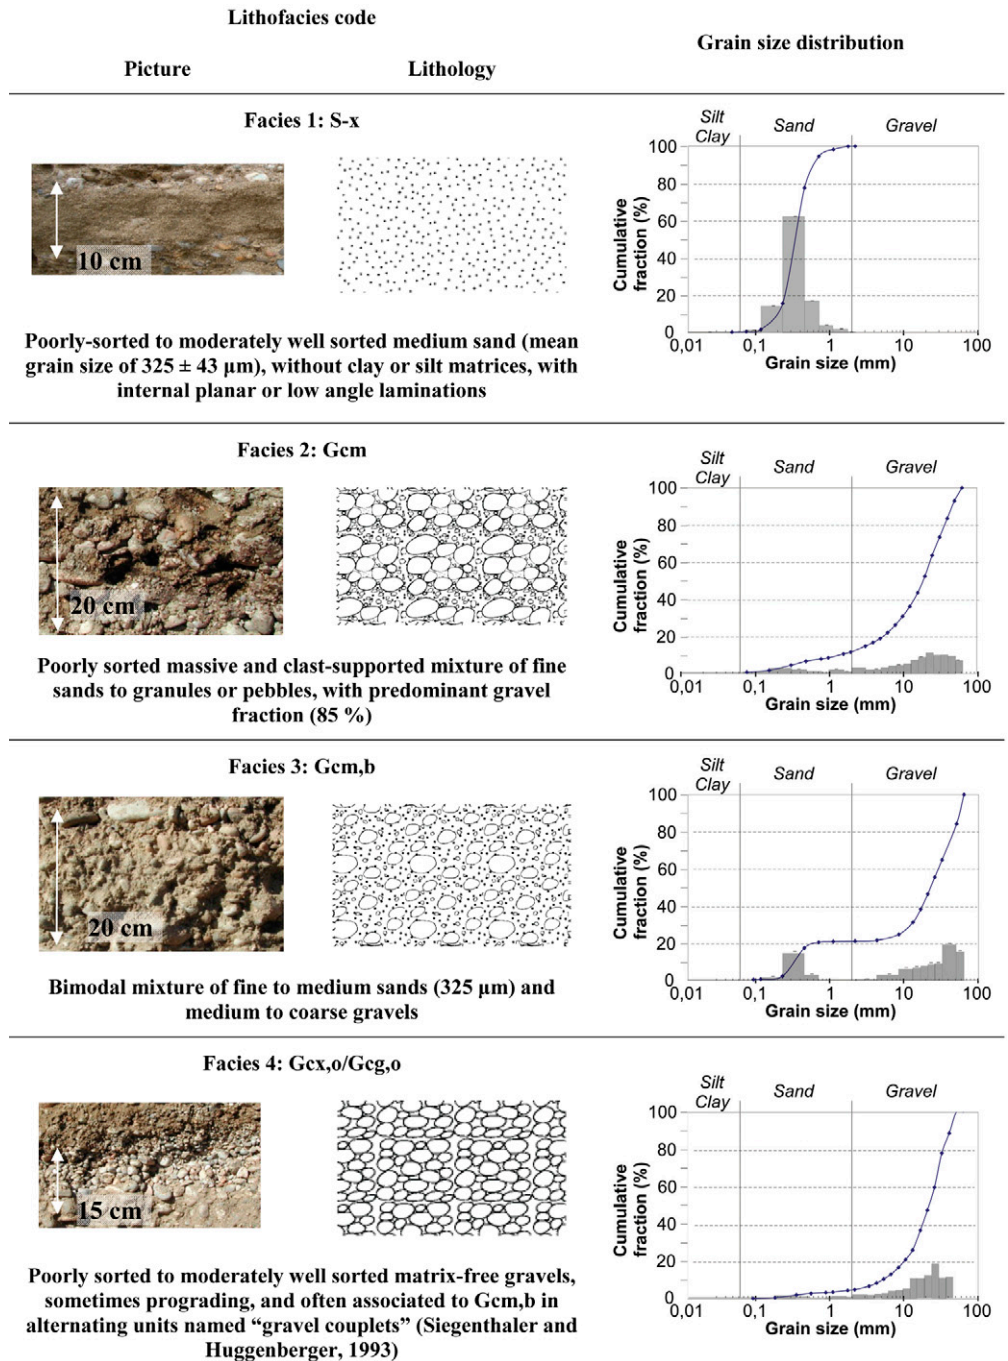 Lithofacies code
Picture
Lithology
Grain size distribution
Facies 1: S-x
10 cm
Poorly-sorted to moderately well sorted medium sand (mean
grain size of 325 ± 43 µm), without clay or silt matrices, with
internal planar or low angle laminations
Silt
Clay
Sand
Gravel
Cumulative
fraction (%)
100
80
60
40
20
0
0,01
0,1
1
10
100
Grain size (mm)
Facies 2: Gcm
20 cm
Poorly sorted massive and clast-supported mixture of fine
sands to granules or pebbles, with predominant gravel
fraction (85 %)
Silt
Clay
Sand
Gravel
Cumulative
fraction (%)
100
80
60
40
20
0
0,01
0,1
1
10
100
Grain size (mm)
Facies 3: Gcm,b
20 cm
Bimodal mixture of fine to medium sands (325 µm) and
medium to coarse gravels
Silt
Clay
Sand
Gravel
Cumulative
fraction (%)
100
80
60
40
20
0
0,01
0,1
1
10
100
Grain size (mm)
Facies 4: Gcx,o/Gcg,o
15 cm
Poorly sorted to moderately well sorted matrix-free gravels,
sometimes prograding, and often associated to Gcm,b in
alternating units named “gravel couplets” (Siegenthaler and
Huggenberger, 1993)
Silt
Clay
Sand
Gravel
Cumulative
fraction (%)
100
80
60
40
20
0
0,01
0,1
1
10
100
Grain size (mm)